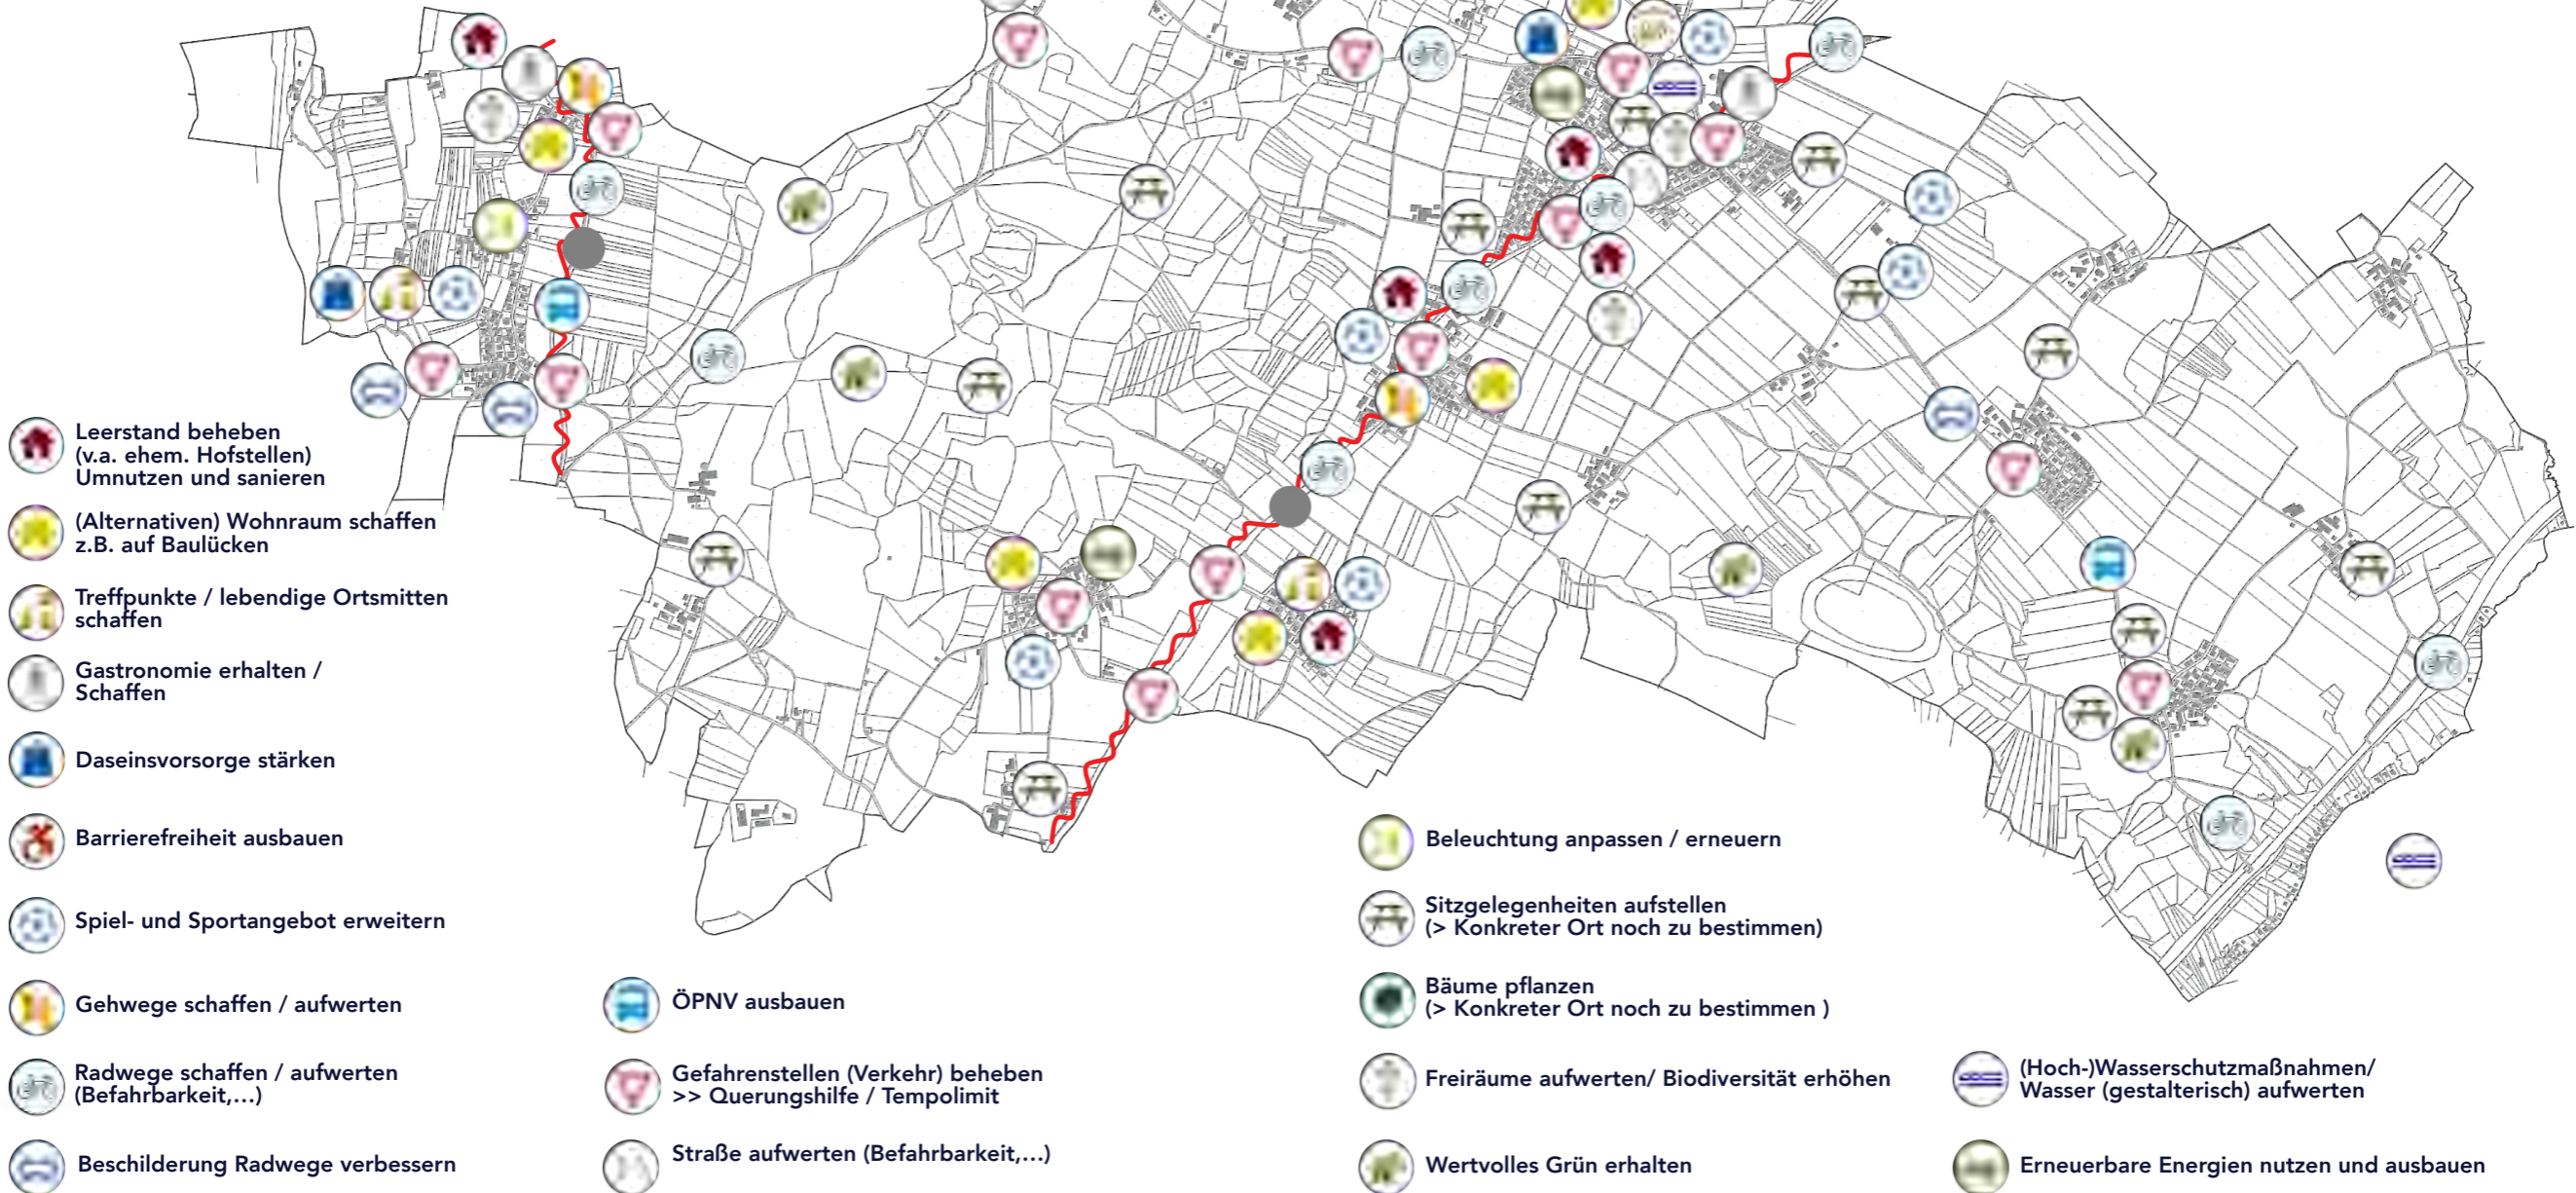 Leerstand beheben
(v.a. ehem. Hofstellen)
Umnutzen und sanieren
(Alternativen) Wohnraum schaffen
z.B. auf Baulücken
Treffpunkte / lebendige Ortsmitten
schaffen
Gastronomie erhalten /
Schaffen
Daseinsvorsorge stärken
Barrierefreiheit ausbauen
Spiel- und Sportangebot erweitern
Gehwege schaffen / aufwerten
Radwege schaffen / aufwerten
(Befahrbarkeit,...)
Beschilderung Radwege verbessern
ÖPNV ausbauen
Gefahrenstellen (Verkehr) beheben
>> Querungshilfe / Tempolimit
Straße aufwerten (Befahrbarkeit,...)
Beleuchtung anpassen / erneuern
Sitzgelegenheiten aufstellen
(> Konkreter Ort noch zu bestimmen)
Bäume pflanzen
(> Konkreter Ort noch zu bestimmen )
Freiräume aufwerten/ Biodiversität erhöhen
Wertvolles Grün erhalten
(Hoch-)Wasserschutzmaßnahmen/
Wasser (gestalterisch) aufwerten
Erneuerbare Energien nutzen und ausbauen